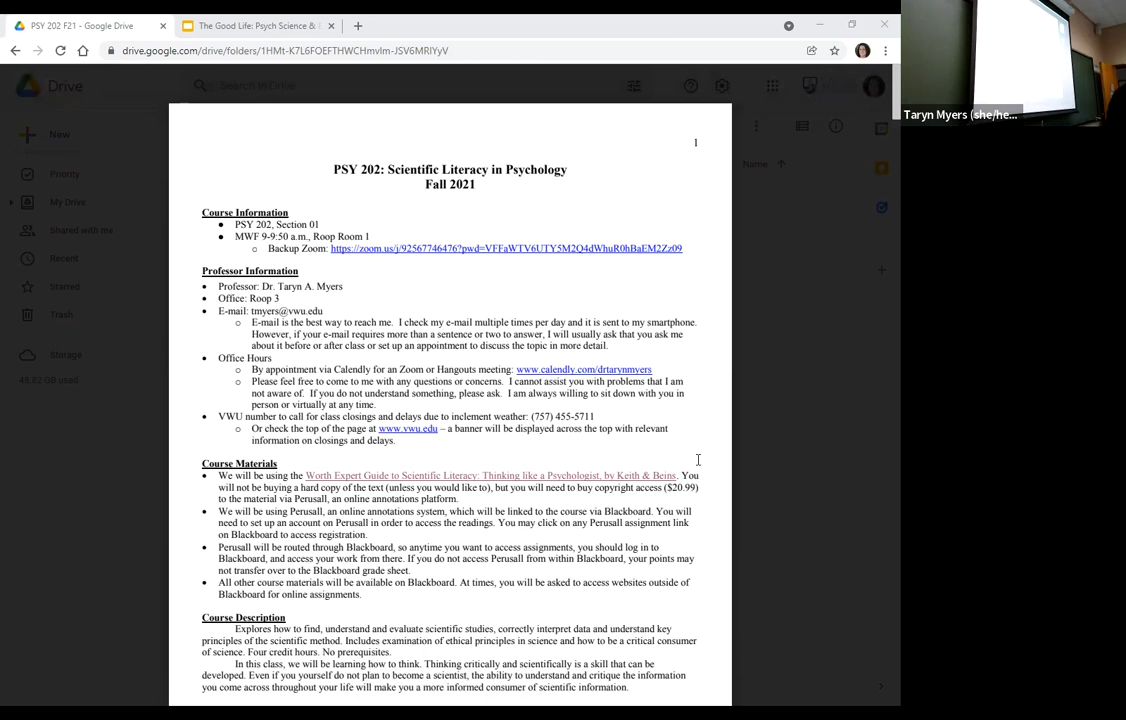 PSY 202 F21 - Google Drive
The Good Life: Psych Science &
drive.google.com/drive/folders/1HMt-K7L6FOEFTHWCHmvIm-JSV6MRlYyV
Drive
Search in Drive
New
Priority
My Drive
Shared with me
Recent
Starred
Trash
Storage
48.82 GB used
Name
Taryn Myers (she/he...
1
PSY 202: Scientific Literacy in Psychology
Fall 2021
Course Information
● PSY 202, Section 01
● MWF 9-9:50 a.m., Roop Room 1
○ Backup Zoom: https://zoom.us/j/92567746476?pwd=VFFaWTV6UTY5M2Q4dWhuR0hBaEM2Zz09
Professor Information
● Professor: Dr. Taryn A. Myers
● Office: Roop 3
● E-mail: tmyers@vwu.edu
○ E-mail is the best way to reach me. I check my e-mail multiple times per day and it is sent to my smartphone.
However, if your e-mail requires more than a sentence or two to answer, I will usually ask that you ask me
about it before or after class or set up an appointment to discuss the topic in more detail.
● Office Hours
○ By appointment via Calendly for an Zoom or Hangouts meeting: www.calendly.com/drtarynmyers
○ Please feel free to come to me with any questions or concerns. I cannot assist you with problems that I am
not aware of. If you do not understand something, please ask. I am always willing to sit down with you in
person or virtually at any time.
● VWU number to call for class closings and delays due to inclement weather: (757) 455-5711
○ Or check the top of the page at www.vwu.edu – a banner will be displayed across the top with relevant
information on closings and delays.
Course Materials
● We will be using the Worth Expert Guide to Scientific Literacy: Thinking like a Psychologist, by Keith & Beins. You
will not be buying a hard copy of the text (unless you would like to), but you will need to buy copyright access ($20.99)
to the material via Perusall, an online annotations platform.
● We will be using Perusall, an online annotations system, which will be linked to the course via Blackboard. You will
need to set up an account on Perusall in order to access the readings. You may click on any Perusall assignment link
on Blackboard to access registration.
● Perusall will be routed through Blackboard, so anytime you want to access assignments, you should log in to
Blackboard, and access your work from there. If you do not access Perusall from within Blackboard, your points may
not transfer over to the Blackboard grade sheet.
● All other course materials will be available on Blackboard. At times, you will be asked to access websites outside of
Blackboard for online assignments.
Course Description
Explores how to find, understand and evaluate scientific studies, correctly interpret data and understand key
principles of the scientific method. Includes examination of ethical principles in science and how to be a critical consumer
of science. Four credit hours. No prerequisites.
In this class, we will be learning how to think. Thinking critically and scientifically is a skill that can be
developed. Even if you yourself do not plan to become a scientist, the ability to understand and critique the information
you come across throughout your life will make you a more informed consumer of scientific information.